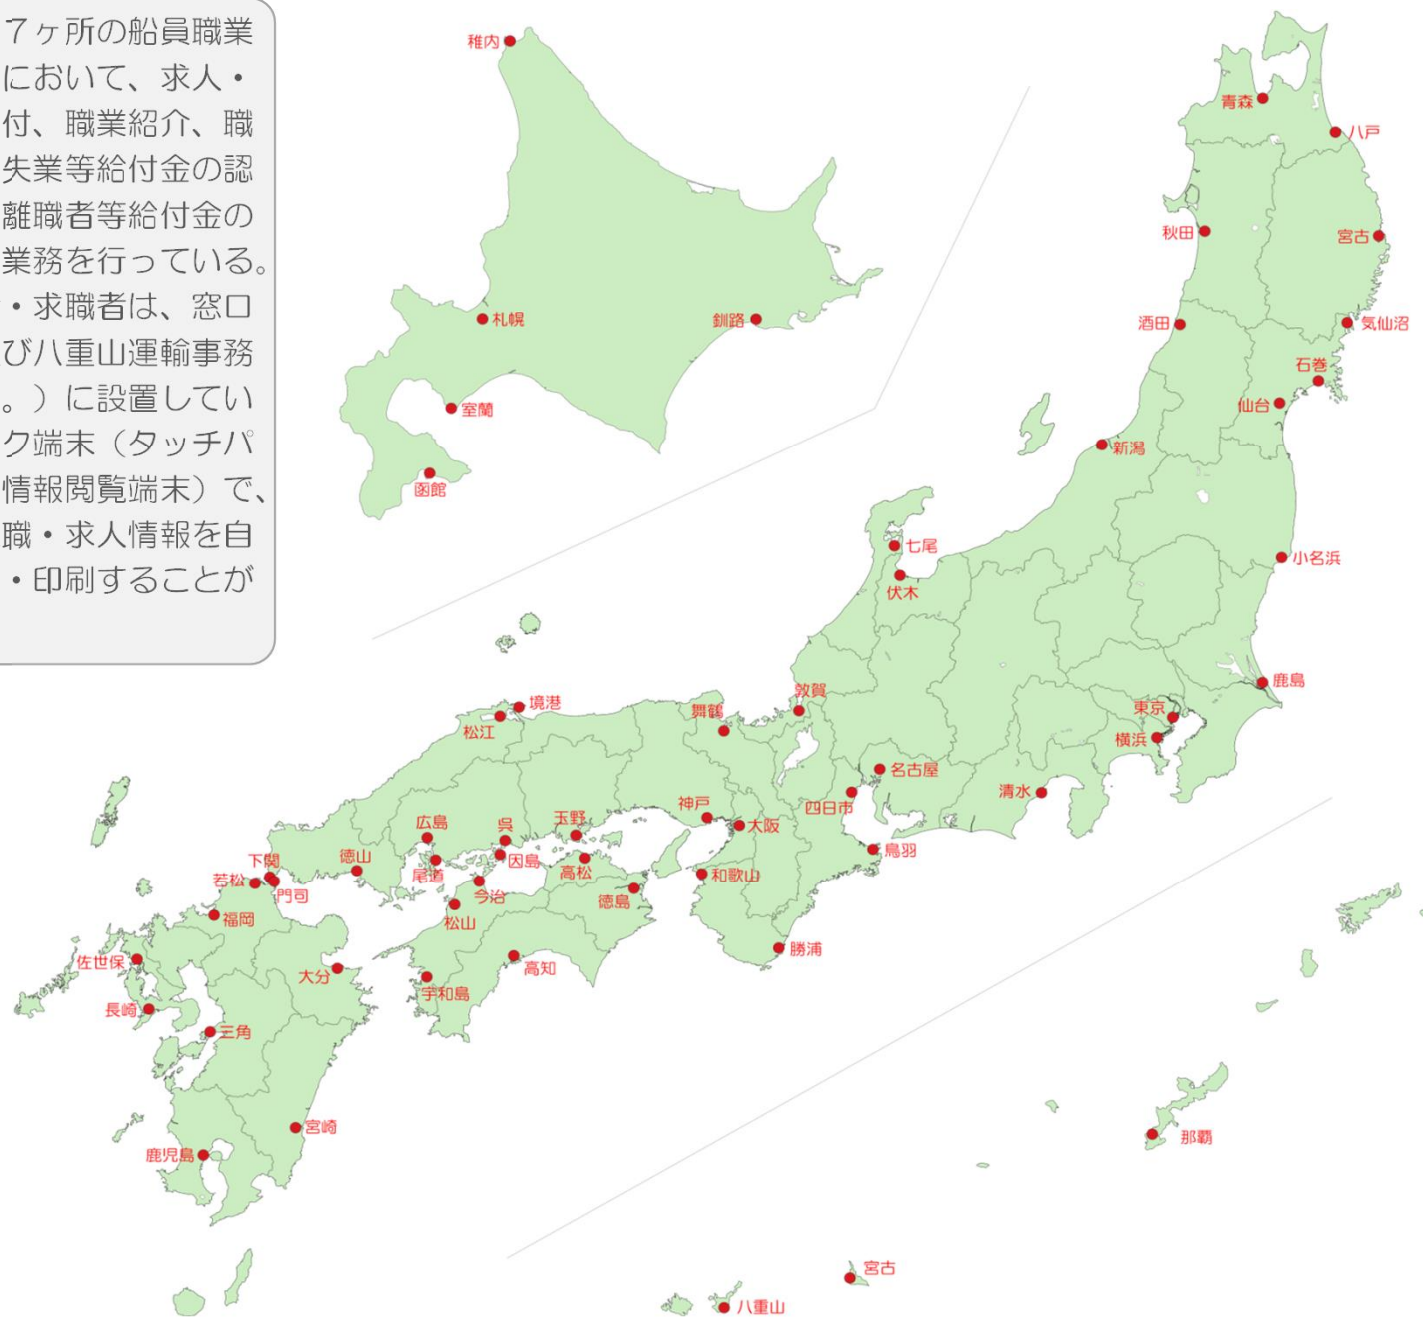 ７ヶ所の船員職業
において、求人・
付、職業紹介、職
失業等給付金の認
離職者等給付金の
業務を行っている。
・求職者は、窓口
び八重山運輸事務
。）に設置してい
ク端末（タッチパ
情報閲覧端末）で、
職・求人情報を自
・印刷することが
稚内
札幌
釧路
室蘭
函館
青森
八戸
秋田
宮古
酒田
気仙沼
石巻
仙台
新潟
七尾
伏木
小名浜
鹿島
東京
横浜
敦賀
舞鶴
境港
松江
名古屋
四日市
清水
鳥羽
神戸
大阪
和歌山
勝浦
玉野
呉
広島
因島
尾道
高松
徳島
今治
松山
高知
宇和島
徳山
下関
若松
門司
福岡
佐世保
長崎
大分
三角
宮崎
鹿児島
那覇
宮古
八重山